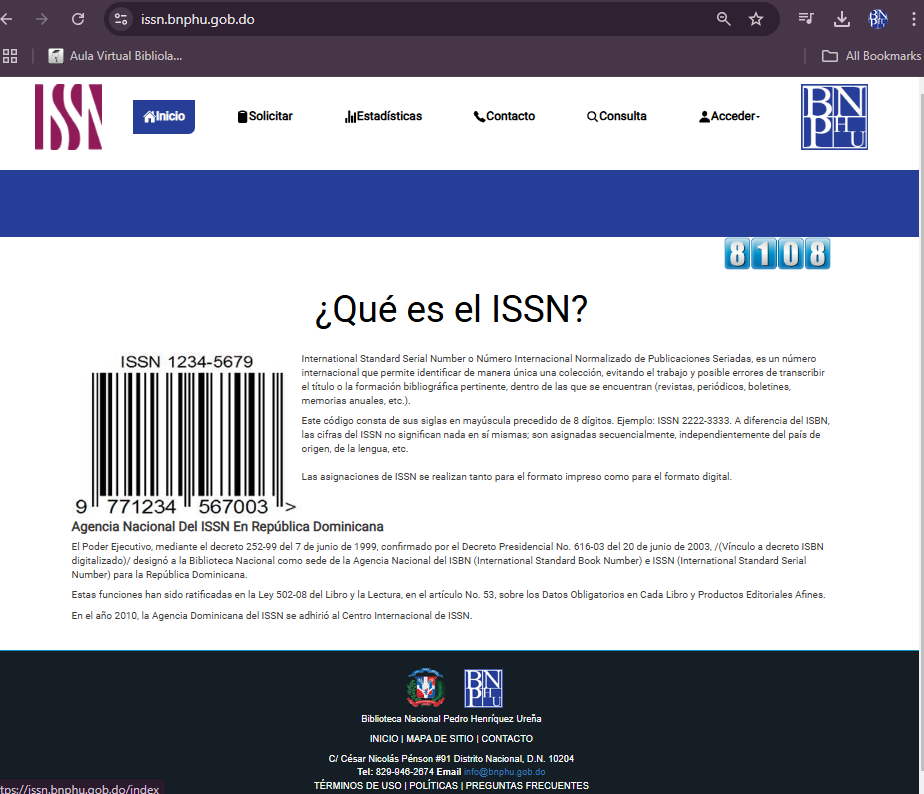 issn.bnphu.gob.do
Aula Virtual Bibliola...
All Bookmarks
ISSN
Inicio
Solicitar
Estadísticas
Contacto
Consulta
Acceder
BN
PHU
8108
¿Qué es el ISSN?
ISSN 1234-5679
9 771234 567003 >
International Standard Serial Number o Número Internacional Normalizado de Publicaciones Seriadas, es un número
internacional que permite identificar de manera única una colección, evitando el trabajo y posible errores de transcribir
el título o la formación bibliográfica pertinente, dentro de las que se encuentran (revistas, periódicos, boletines,
memorias anuales, etc.).
Este código consta de sus siglas en mayúscula precedido de 8 dígitos. Ejemplo: ISSN 2222-3333. A diferencia del ISBN,
las cifras del ISSN no significan nada en sí mismas; son asignadas secuencialmente, independientemente del país de
origen, de la lengua, etc.
Las asignaciones de ISSN se realizan tanto para el formato impreso como para el formato digital.
Agencia Nacional Del ISSN En República Dominicana
El Poder Ejecutivo, mediante el decreto 252-99 del 7 de junio de 1999, confirmado por el Decreto Presidencial No. 616-03 del 20 de junio de 2003, /(Vínculo a decreto ISBN
digitalizado)/ designó a la Biblioteca Nacional como sede de la Agencia Nacional del ISBN (International Standard Book Number) e ISSN (International Standard Serial
Number) para la República Dominicana.
Estas funciones han sido ratificadas en la Ley 502-08 del Libro y la Lectura, en el artículo No. 53, sobre los Datos Obligatorios en Cada Libro y Productos Editoriales Afines.
En el año 2010, la Agencia Dominicana del ISSN se adhirió al Centro Internacional de ISSN.
BN
PHU
Biblioteca Nacional Pedro Henríquez Ureña
INICIO | MAPA DE SITIO | CONTACTO
C/ César Nicolás Pénson #91 Distrito Nacional, D.N. 10204
Tel: 829-946-2674 Email info@bnphu.gob.do
TÉRMINOS DE USO | POLÍTICAS | PREGUNTAS FRECUENTES
tps://issn.bnphu.gob.do/index